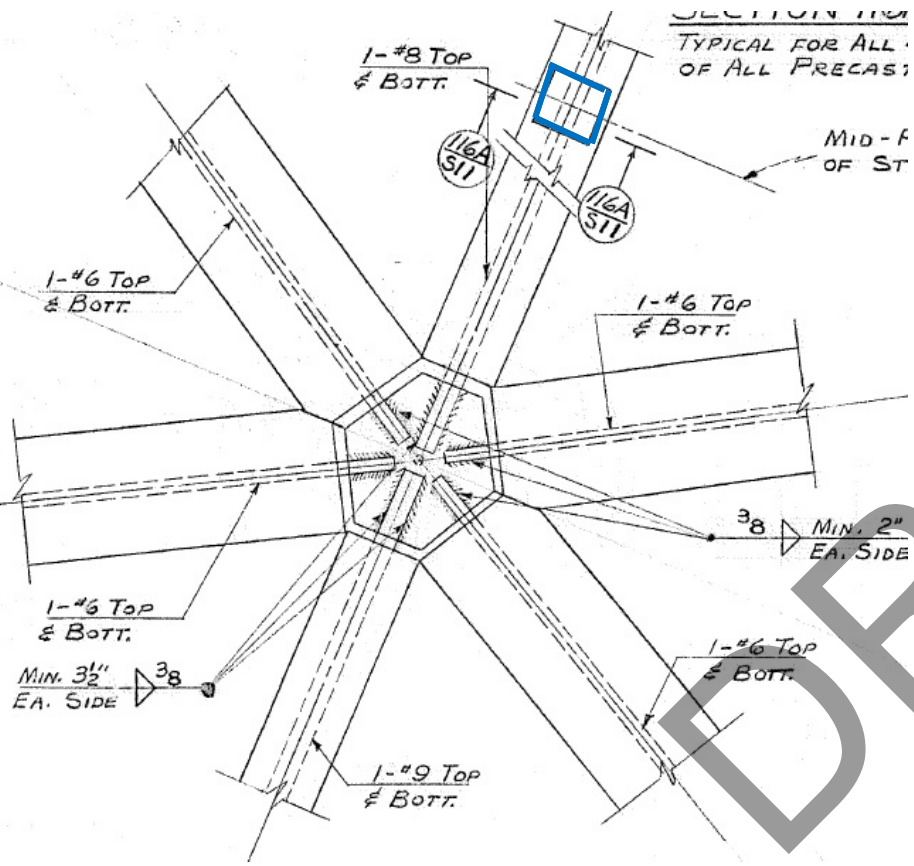 TYPICAL FOR ALL
OF ALL PRECAST
1-#8 TOP
& BOTT.
116A
S11
116A
S11
MID-
OF ST
1-#6 TOP
& BOTT.
1-#6 TOP
& BOTT.
3/8
MIN. 2"
EA. SIDE
1-#6 TOP
& BOTT.
MIN. 3 1/2"
EA. SIDE
3/8
1-#6 TOP
& BOTT.
1-#9 TOP
& BOTT.